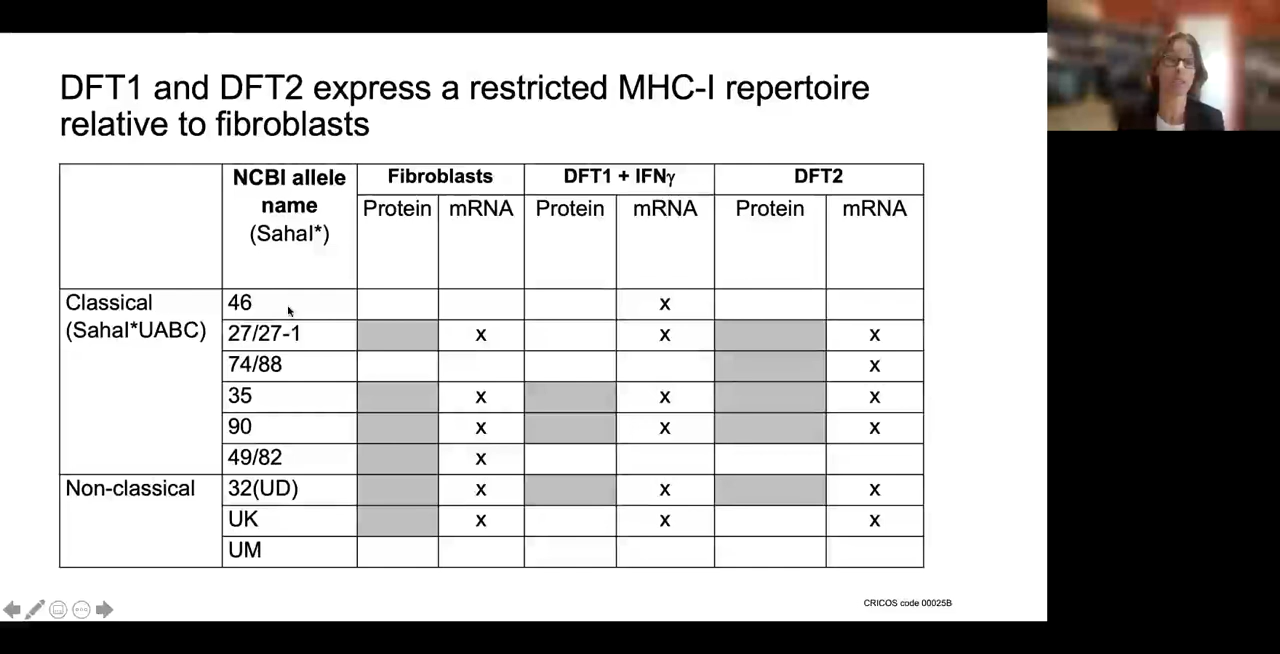 DFT1 and DFT2 express a restricted MHC-I repertoire
relative to fibroblasts
NCBI allele name (SahaI*) Fibroblasts DFT1 + IFNγ DFT2
Protein mRNA Protein mRNA Protein mRNA
Classical (SahaI*UABC) 46 x
27/27-1 x x x
74/88 x
35 x x x
90 x x x
49/82 x
Non-classical 32(UD) x x x
UK x x x
UM
CRICOS code 00025B